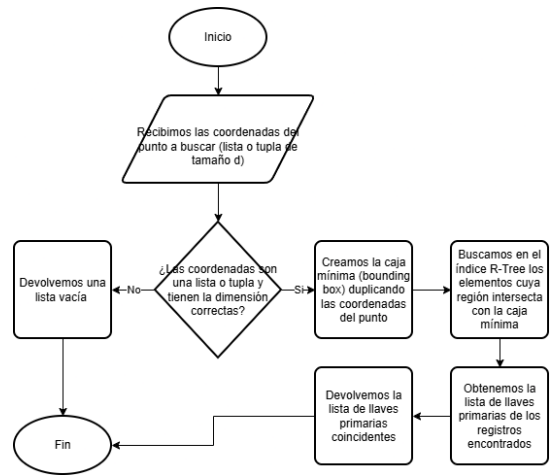 Inicio
Recibimos las coordenadas del
punto a buscar (lista o tupla de
tamaño d)
¿Las coordenadas son
una lista o tupla y
tienen la dimensión
correctas?
No
Si
Devolvemos una
lista vacía
Creamos la caja
mínima (bounding
box) duplicando
las coordenadas
del punto
Buscamos en el
índice R-Tree los
elementos cuya
región intersecta
con la caja
mínima
Obtenemos la
lista de llaves
primarias de los
registros
encontrados
Devolvemos la
lista de llaves
primarias
coincidentes
Fin